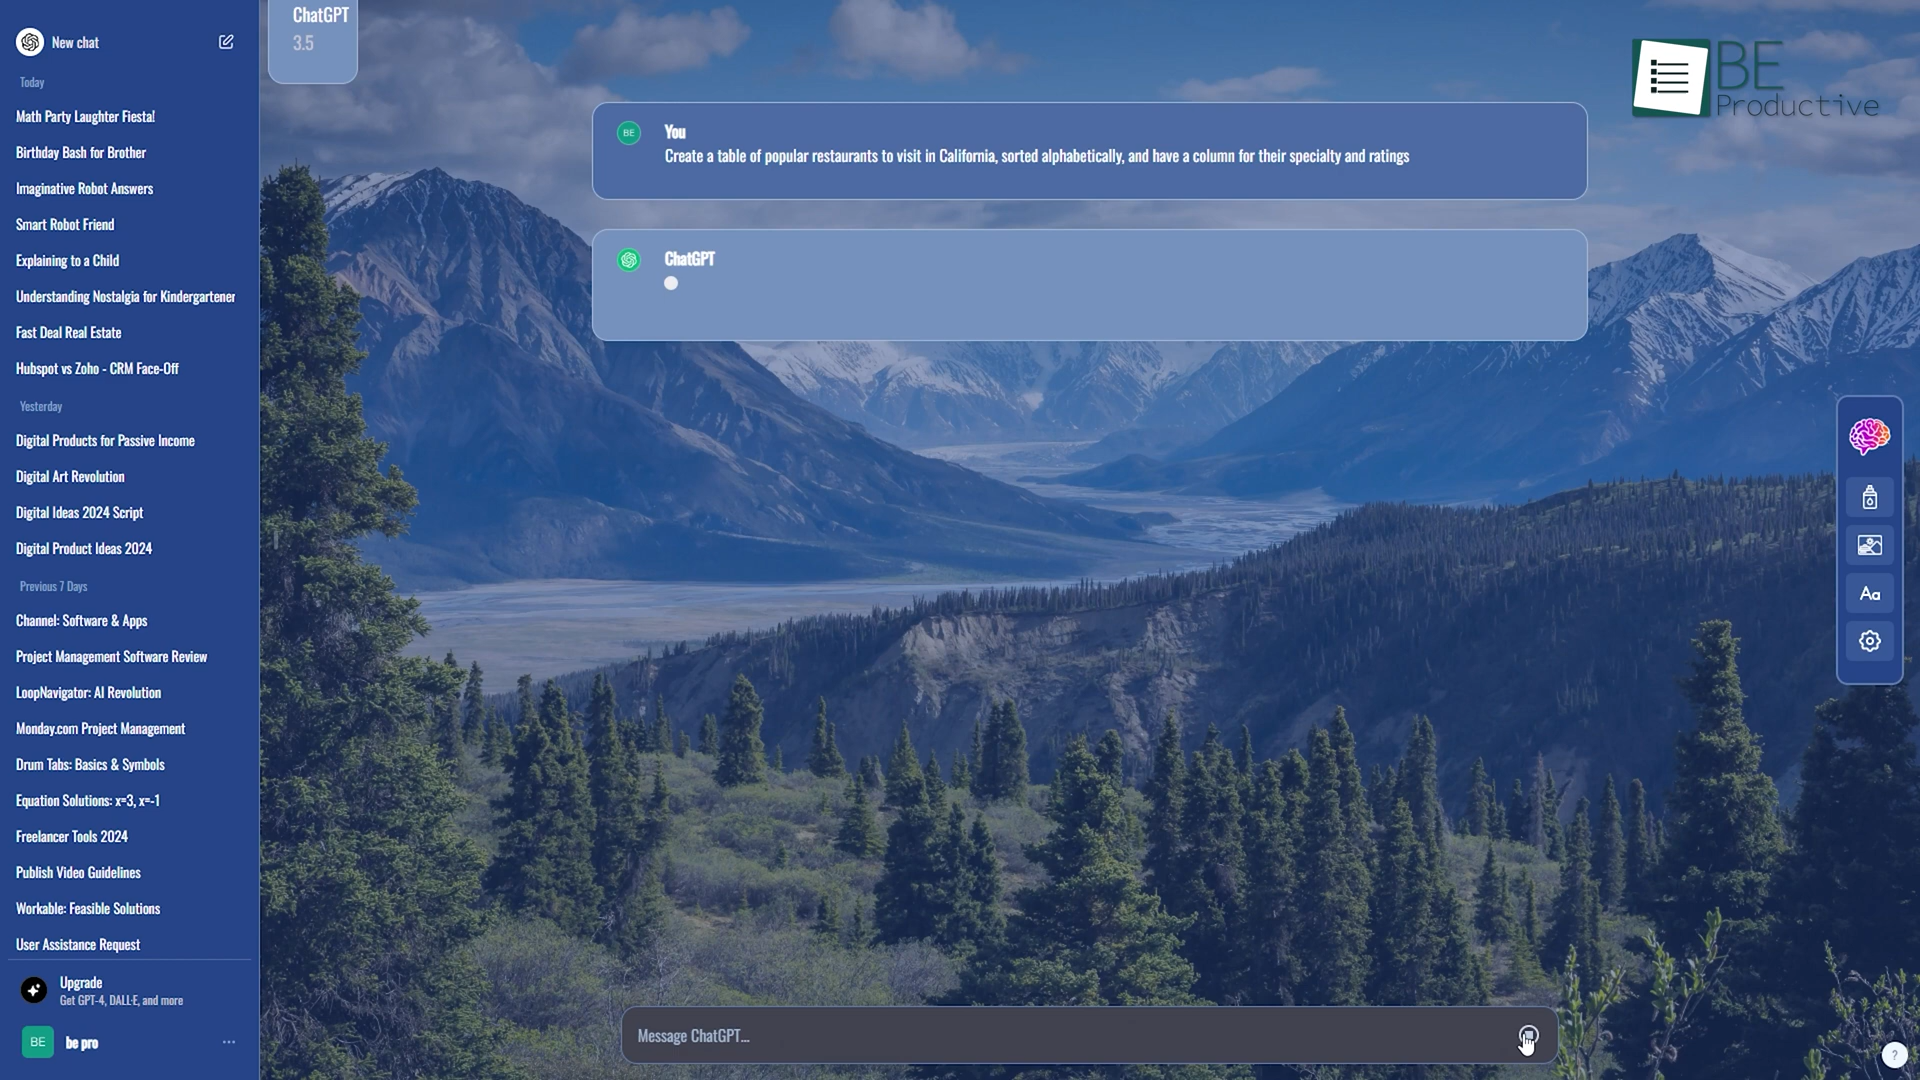 New chat
Today
Math Party Laughter Fiesta!
Birthday Bash for Brother
Imaginative Robot Answers
Smart Robot Friend
Explaining to a Child
Understanding Nostalgia for Kindergartener
Fast Deal Real Estate
Hubspot vs Zoho - CRM Face-Off
Yesterday
Digital Products for Passive Income
Digital Art Revolution
Digital Ideas 2024 Script
Digital Product Ideas 2024
Previous 7 Days
Channel: Software & Apps
Project Management Software Review
LoopNavigator: AI Revolution
Monday.com Project Management
Drum Tabs: Basics & Symbols
Equation Solutions: x=3, x=-1
Freelancer Tools 2024
Publish Video Guidelines
Workable: Feasible Solutions
User Assistance Request
Upgrade
Get GPT-4, DALL·E, and more
BE
be pro
ChatGPT
3.5
BE
Productive
BE
You
Create a table of popular restaurants to visit in California, sorted alphabetically, and have a column for their specialty and ratings
ChatGPT
Aa
Message ChatGPT...
?